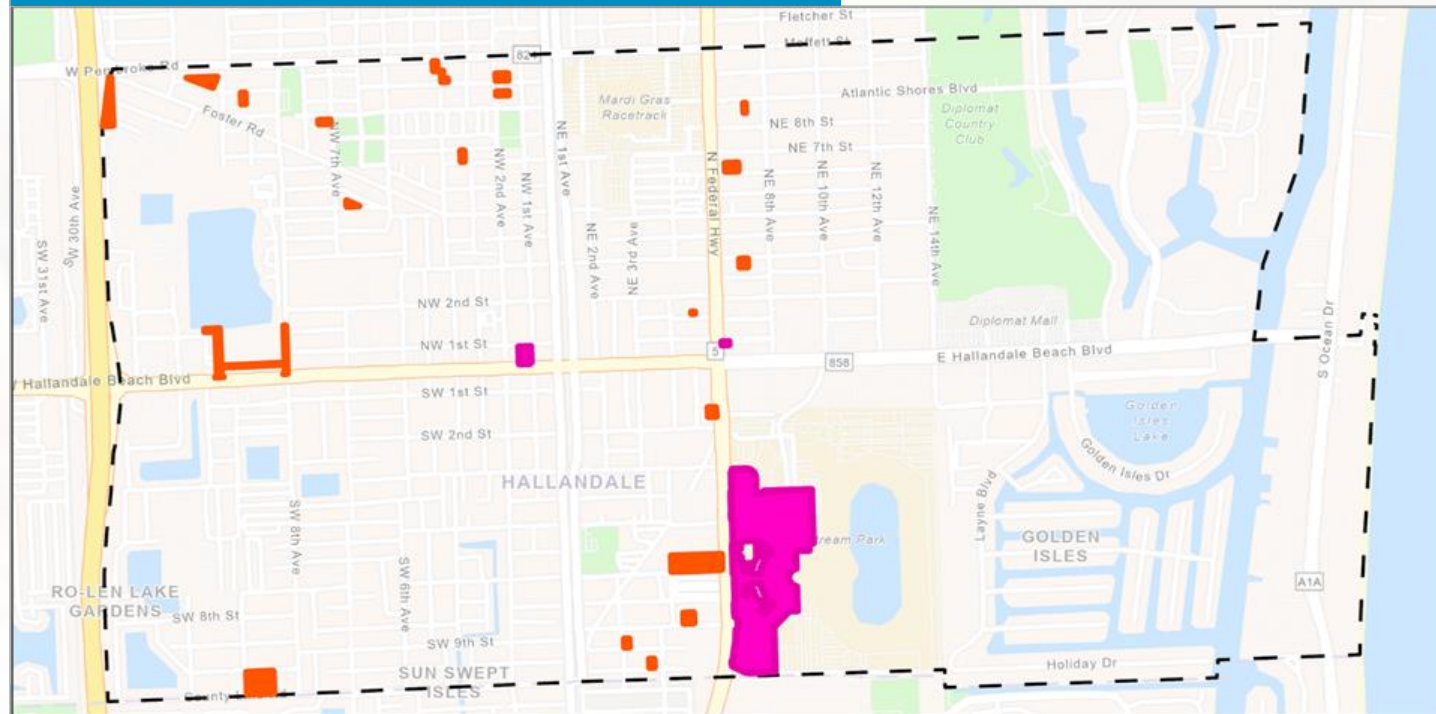 Fletcher St
Moffett St
824
W Pembroke Rd
Atlantic Shores Blvd
Mardi Gras
Racetrack
Diplomat
Country
Club
Foster Rd
NE 8th St
NE 7th St
NW 7th Ave
NE 1st Ave
NW 2nd Ave
NW 1st Ave
N Federal Hwy
NE 8th Ave
NE 10th Ave
NE 12th Ave
NE 14th Ave
SW 30th Ave
SW 31st Ave
NE 2nd Ave
NE 3rd Ave
NW 2nd St
NW 1st St
Diplomat Mall
5
858
E Hallandale Beach Blvd
S Ocean Dr
Hallandale Beach Blvd
SW 1st St
SW 2nd St
Golden
Isles
Lake
Golden Isles Dr
HALLANDALE
Layne Blvd
SW 8th Ave
stream Park
GOLDEN
ISLES
SW 6th Ave
RO-LEN LAKE
GARDENS
A1A
SW 8th St
SW 9th St
SUN SWEPT
ISLES
Holiday Dr
County